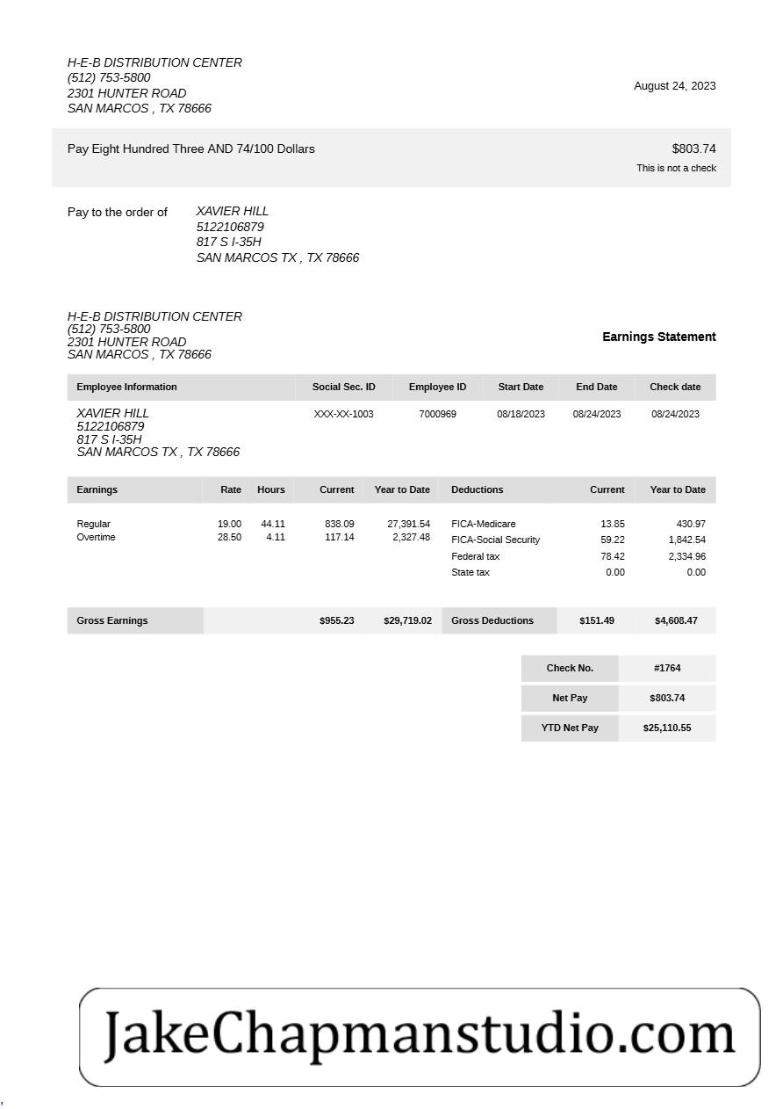 H-E-B DISTRIBUTION CENTER
(512) 753-5800
2301 HUNTER ROAD
SAN MARCOS , TX 78666
August 24, 2023
Pay Eight Hundred Three AND 74/100 Dollars $803.74
This is not a check
Pay to the order of XAVIER HILL
5122106879
817 S I-35H
SAN MARCOS TX , TX 78666
H-E-B DISTRIBUTION CENTER
(512) 753-5800
2301 HUNTER ROAD
SAN MARCOS , TX 78666
Earnings Statement
Employee Information Social Sec. ID Employee ID Start Date End Date Check date
XAVIER HILL XXX-XX-1003 7000969 08/18/2023 08/24/2023 08/24/2023
5122106879
817 S I-35H
SAN MARCOS TX , TX 78666
Earnings Rate Hours Current Year to Date Deductions Current Year to Date
Regular 19.00 44.11 838.09 27,391.54 FICA-Medicare 13.85 430.97
Overtime 28.50 4.11 117.14 2,327.48 FICA-Social Security 59.22 1,842.54
Federal tax 78.42 2,334.96
State tax 0.00 0.00
Gross Earnings $955.23 $29,719.02 Gross Deductions $151.49 $4,608.47
Check No. #1764
Net Pay $803.74
YTD Net Pay $25,110.55
JakeChapmanstudio.com
,